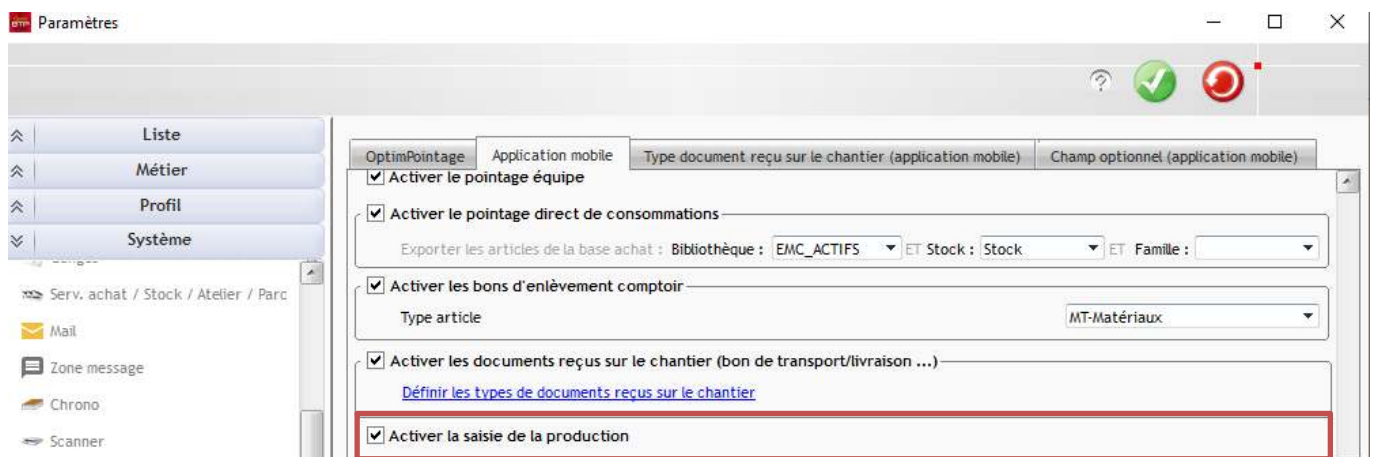 BTP Paramètres
?
Liste
Métier
Profil
Système
Serv. achat / Stock / Atelier / Parc
Mail
Zone message
Chrono
Scanner
OptimPointage Application mobile Type document reçu sur le chantier (application mobile) Champ optionnel (application mobile)
Activer le pointage équipe
Activer le pointage direct de consommations
Exporter les articles de la base achat : Bibliothèque : EMC_ACTIFS ET Stock : Stock ET Famille :
Activer les bons d'enlèvement comptoir
Type article MT-Matériaux
Activer les documents reçus sur le chantier (bon de transport/livraison ...)
Définir les types de documents reçus sur le chantier
Activer la saisie de la production